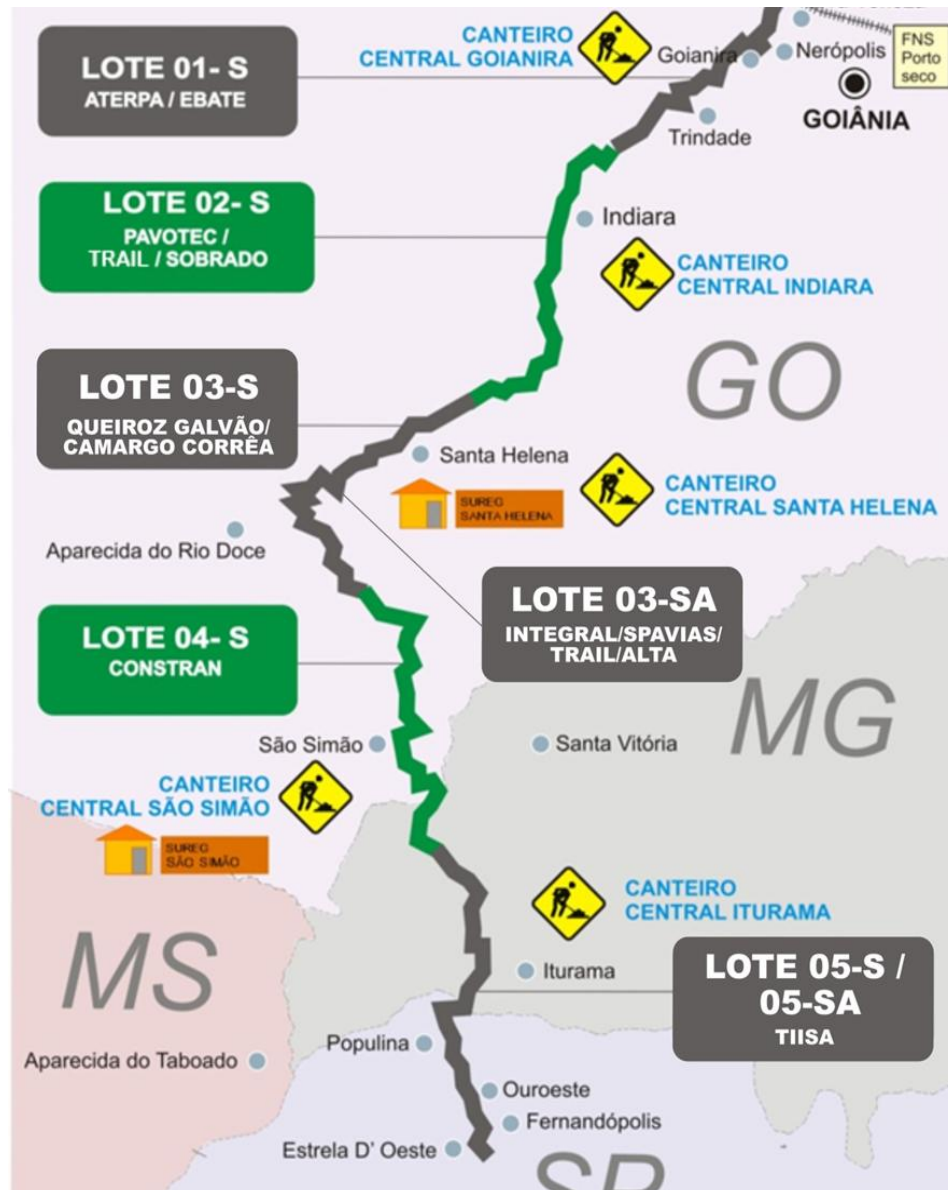 LOTE 01- S
ATERPA / EBATE
CANTEIRO
CENTRAL GOIANIRA
Goianira
Nerópolis
FNS
Porto
seco
GOIÂNIA
Trindade
LOTE 02- S
PAVOTEC /
TRAIL / SOBRADO
Indiara
CANTEIRO
CENTRAL INDIARA
GO
LOTE 03-S
QUEIROZ GALVÃO/
CAMARGO CORRÊA
Santa Helena
SUREG
SANTA HELENA
CANTEIRO
CENTRAL SANTA HELENA
Aparecida do Rio Doce
LOTE 03-SA
INTEGRAL/SPAVIAS/
TRAIL/ALTA
LOTE 04- S
CONSTRAN
MG
São Simão
Santa Vitória
CANTEIRO
CENTRAL SÃO SIMÃO
SUREG
SÃO SIMÃO
CANTEIRO
CENTRAL ITURAMA
MS
Iturama
LOTE 05-S /
05-SA
TIISA
Populina
Aparecida do Taboado
Ouroeste
Fernandópolis
Estrela D' Oeste
SP